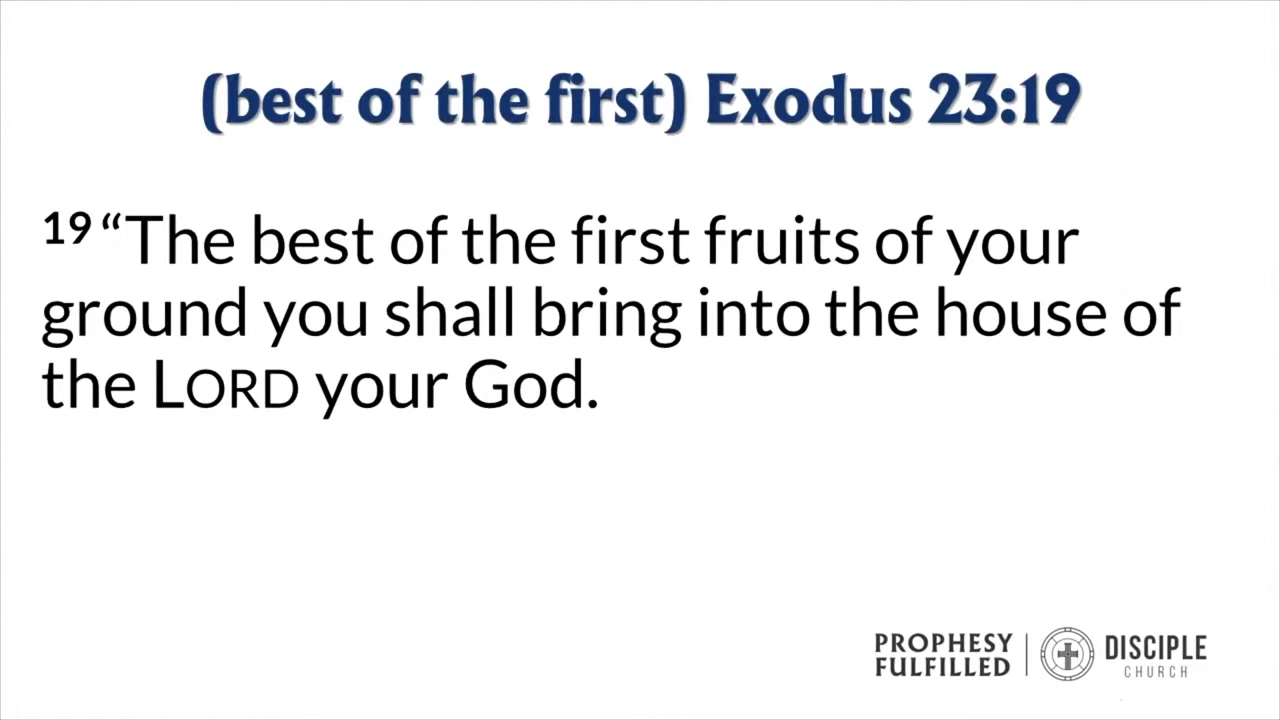 (best of the first) Exodus 23:19
19 “The best of the first fruits of your
ground you shall bring into the house of
the LORD your God.
PROPHESY
FULFILLED
DISCIPLE
CHURCH